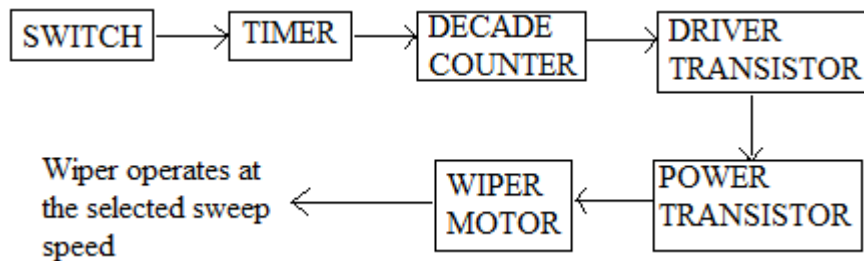 SWITCH
TIMER
DECADE
COUNTER
DRIVER
TRANSISTOR
POWER
TRANSISTOR
WIPER
MOTOR
Wiper operates at
the selected sweep
speed